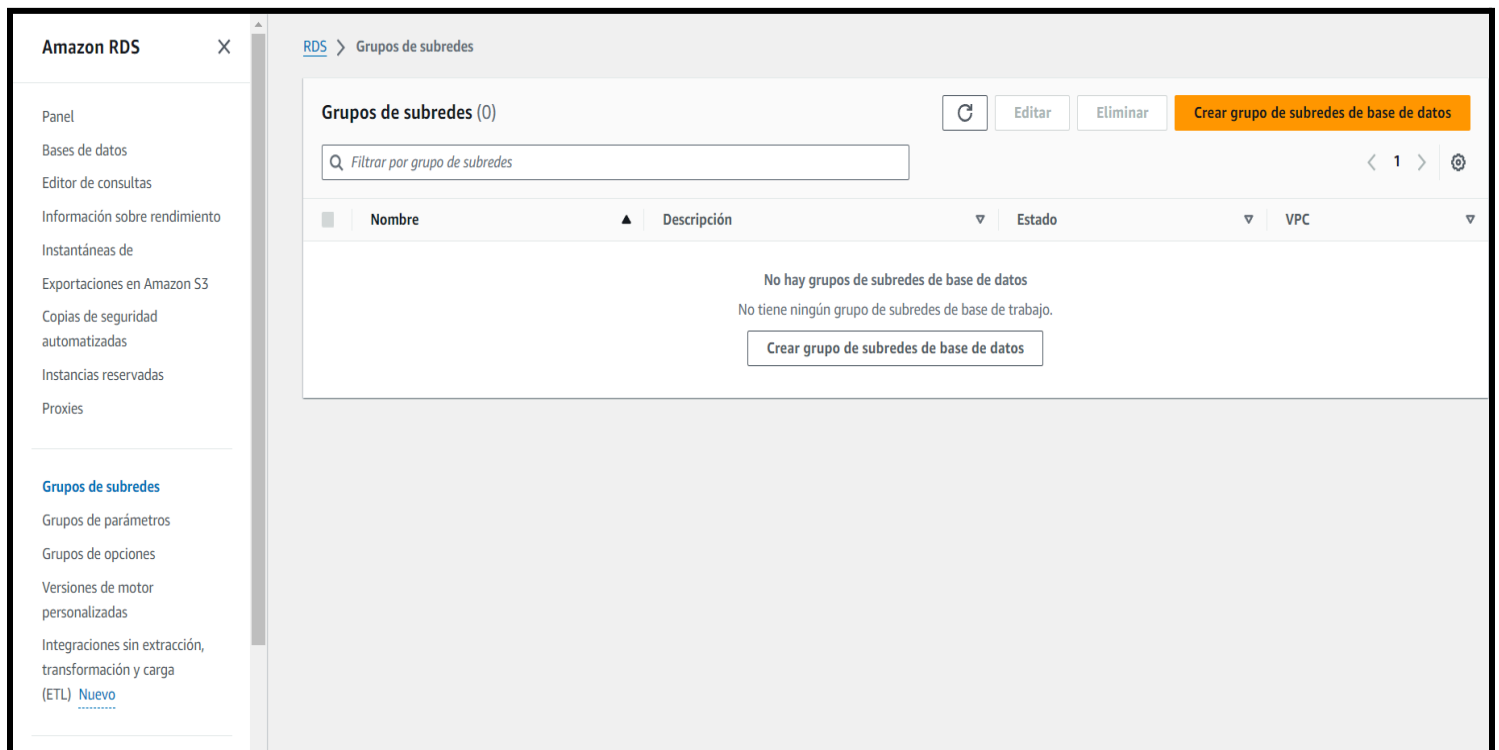 Amazon RDS
Panel
Bases de datos
Editor de consultas
Información sobre rendimiento
Instantáneas de
Exportaciones en Amazon S3
Copias de seguridad
automatizadas
Instancias reservadas
Proxies
Grupos de subredes
Grupos de parámetros
Grupos de opciones
Versiones de motor
personalizadas
Integraciones sin extracción,
transformación y carga
(ETL) Nuevo
RDS > Grupos de subredes
Grupos de subredes (0)
Editar
Eliminar
Crear grupo de subredes de base de datos
Filtrar por grupo de subredes
1
Nombre
Descripción
Estado
VPC
No hay grupos de subredes de base de datos
No tiene ningún grupo de subredes de base de trabajo.
Crear grupo de subredes de base de datos